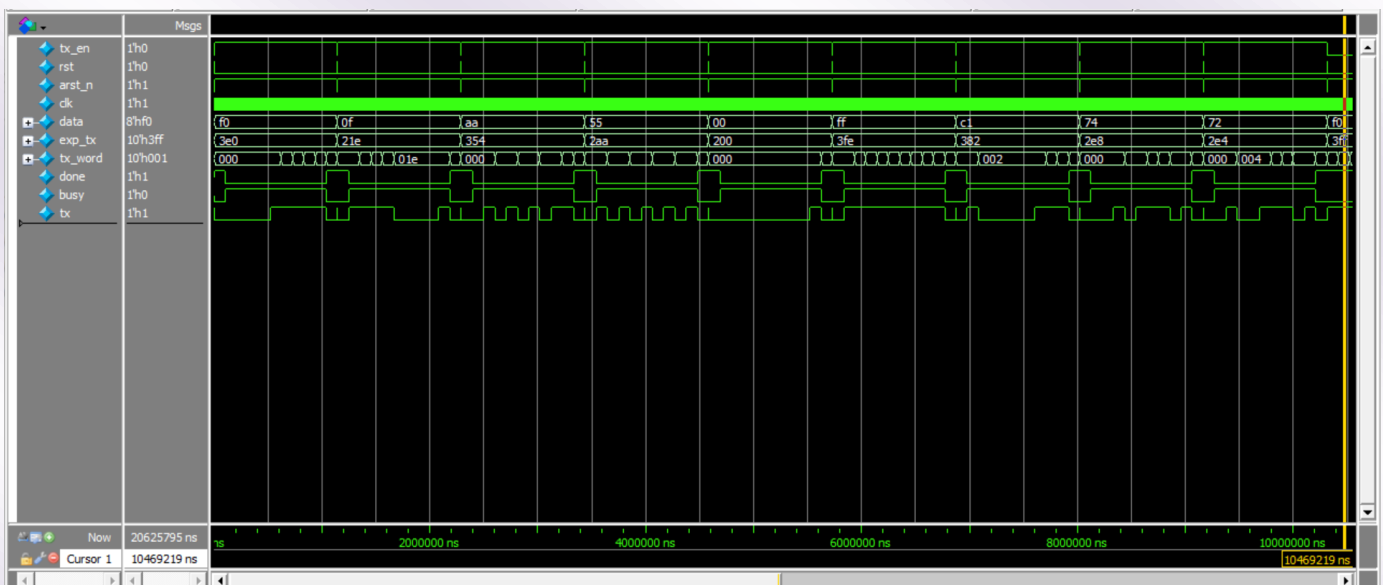 Msgs
tx_en 1'h0
rst 1'h0
arst_n 1'h1
clk 1'h1
data 8'hf0 f0 0f aa 55 00 ff c1 74 72 f0
exp_tx 10'h3ff 3e0 21e 354 2aa 200 3fe 382 2e8 2e4 3ff
tx_word 10'h001 000 01e 000 000 002 000 000 004
done 1'h1
busy 1'h0
tx 1'h1
Now 20625795 ns ns 2000000 ns 4000000 ns 6000000 ns 8000000 ns 10000000 ns
Cursor 1 10469219 ns 10469219 ns